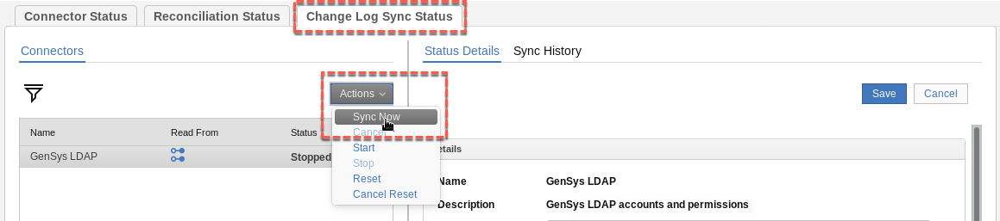 Connector Status Reconciliation Status Change Log Sync Status
Connectors
Status Details Sync History
Actions
Save Cancel
Sync Now
Cancel
Start
Stop
Reset
Cancel Reset
Name Read From Status
GenSys LDAP Stopped
etails
Name GenSys LDAP
Description GenSys LDAP accounts and permissions